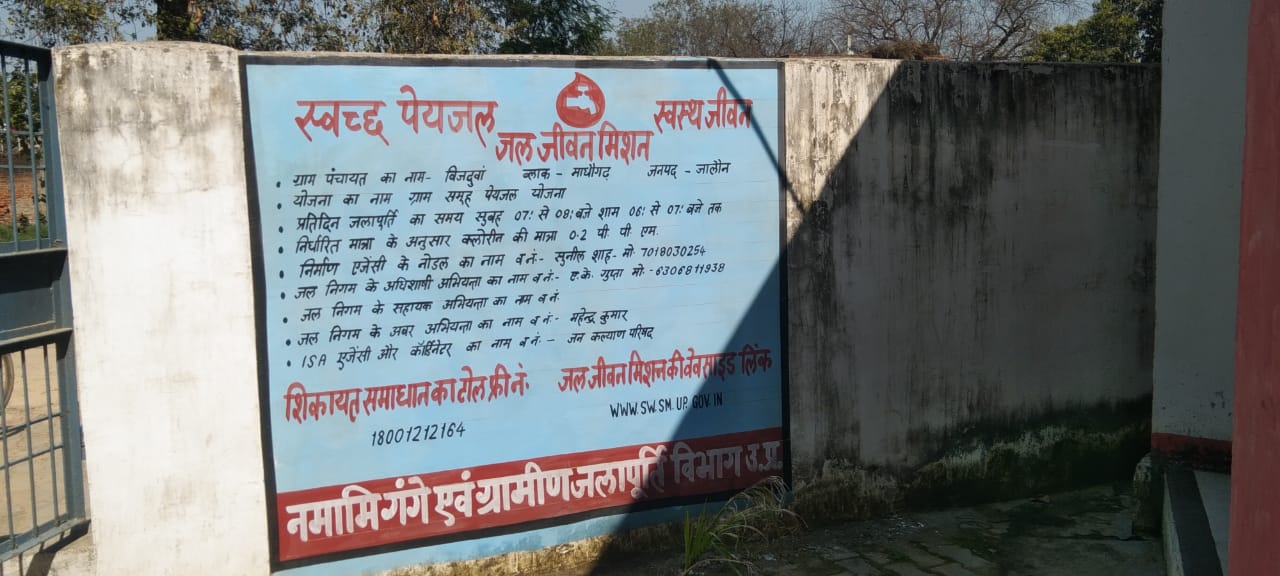 स्वच्छ पेयजल स्वस्थ जीवन
जल जीवन मिशन
• ग्राम पंचायत का नाम- बिजदुवां ब्लाक - माधौगढ़ जनपद - जालौन
• योजना का नाम ग्राम समूह पेयजल योजना
• प्रतिदिन जलापूर्ति का समय सुबह 07: से 08: बजे शाम 06: से 07: बजे तक
• निर्धारित मात्रा के अनुसार क्लोरीन की मात्रा 0.2 पी. पी. एम.
• निर्माण एजेंसी के नोडल का नाम व नं:- सुनील शाह- मो. 7018030254
• जल निगम के अधिशाषी अभियन्ता का नाम व नं:- ए.के. गुप्ता मो.-6306811938
• जल निगम के सहायक अभियन्ता का नाम व नं.
• जल निगम के अवर अभियन्ता का नाम व नं:- महेन्द्र कुमार
• ISA एजेंसी और कॉर्डिनेटर का नाम व नं:- जन कल्याण परिषद
शिकायत समाधान का टोल फ्री नं: जल जीवन मिशन की वेब साइड लिंक
18001212164 WWW.SW.SM.UP.GOV.IN
नमामि गंगे एवं ग्रामीण जलापूर्ति विभाग उ.प्र.